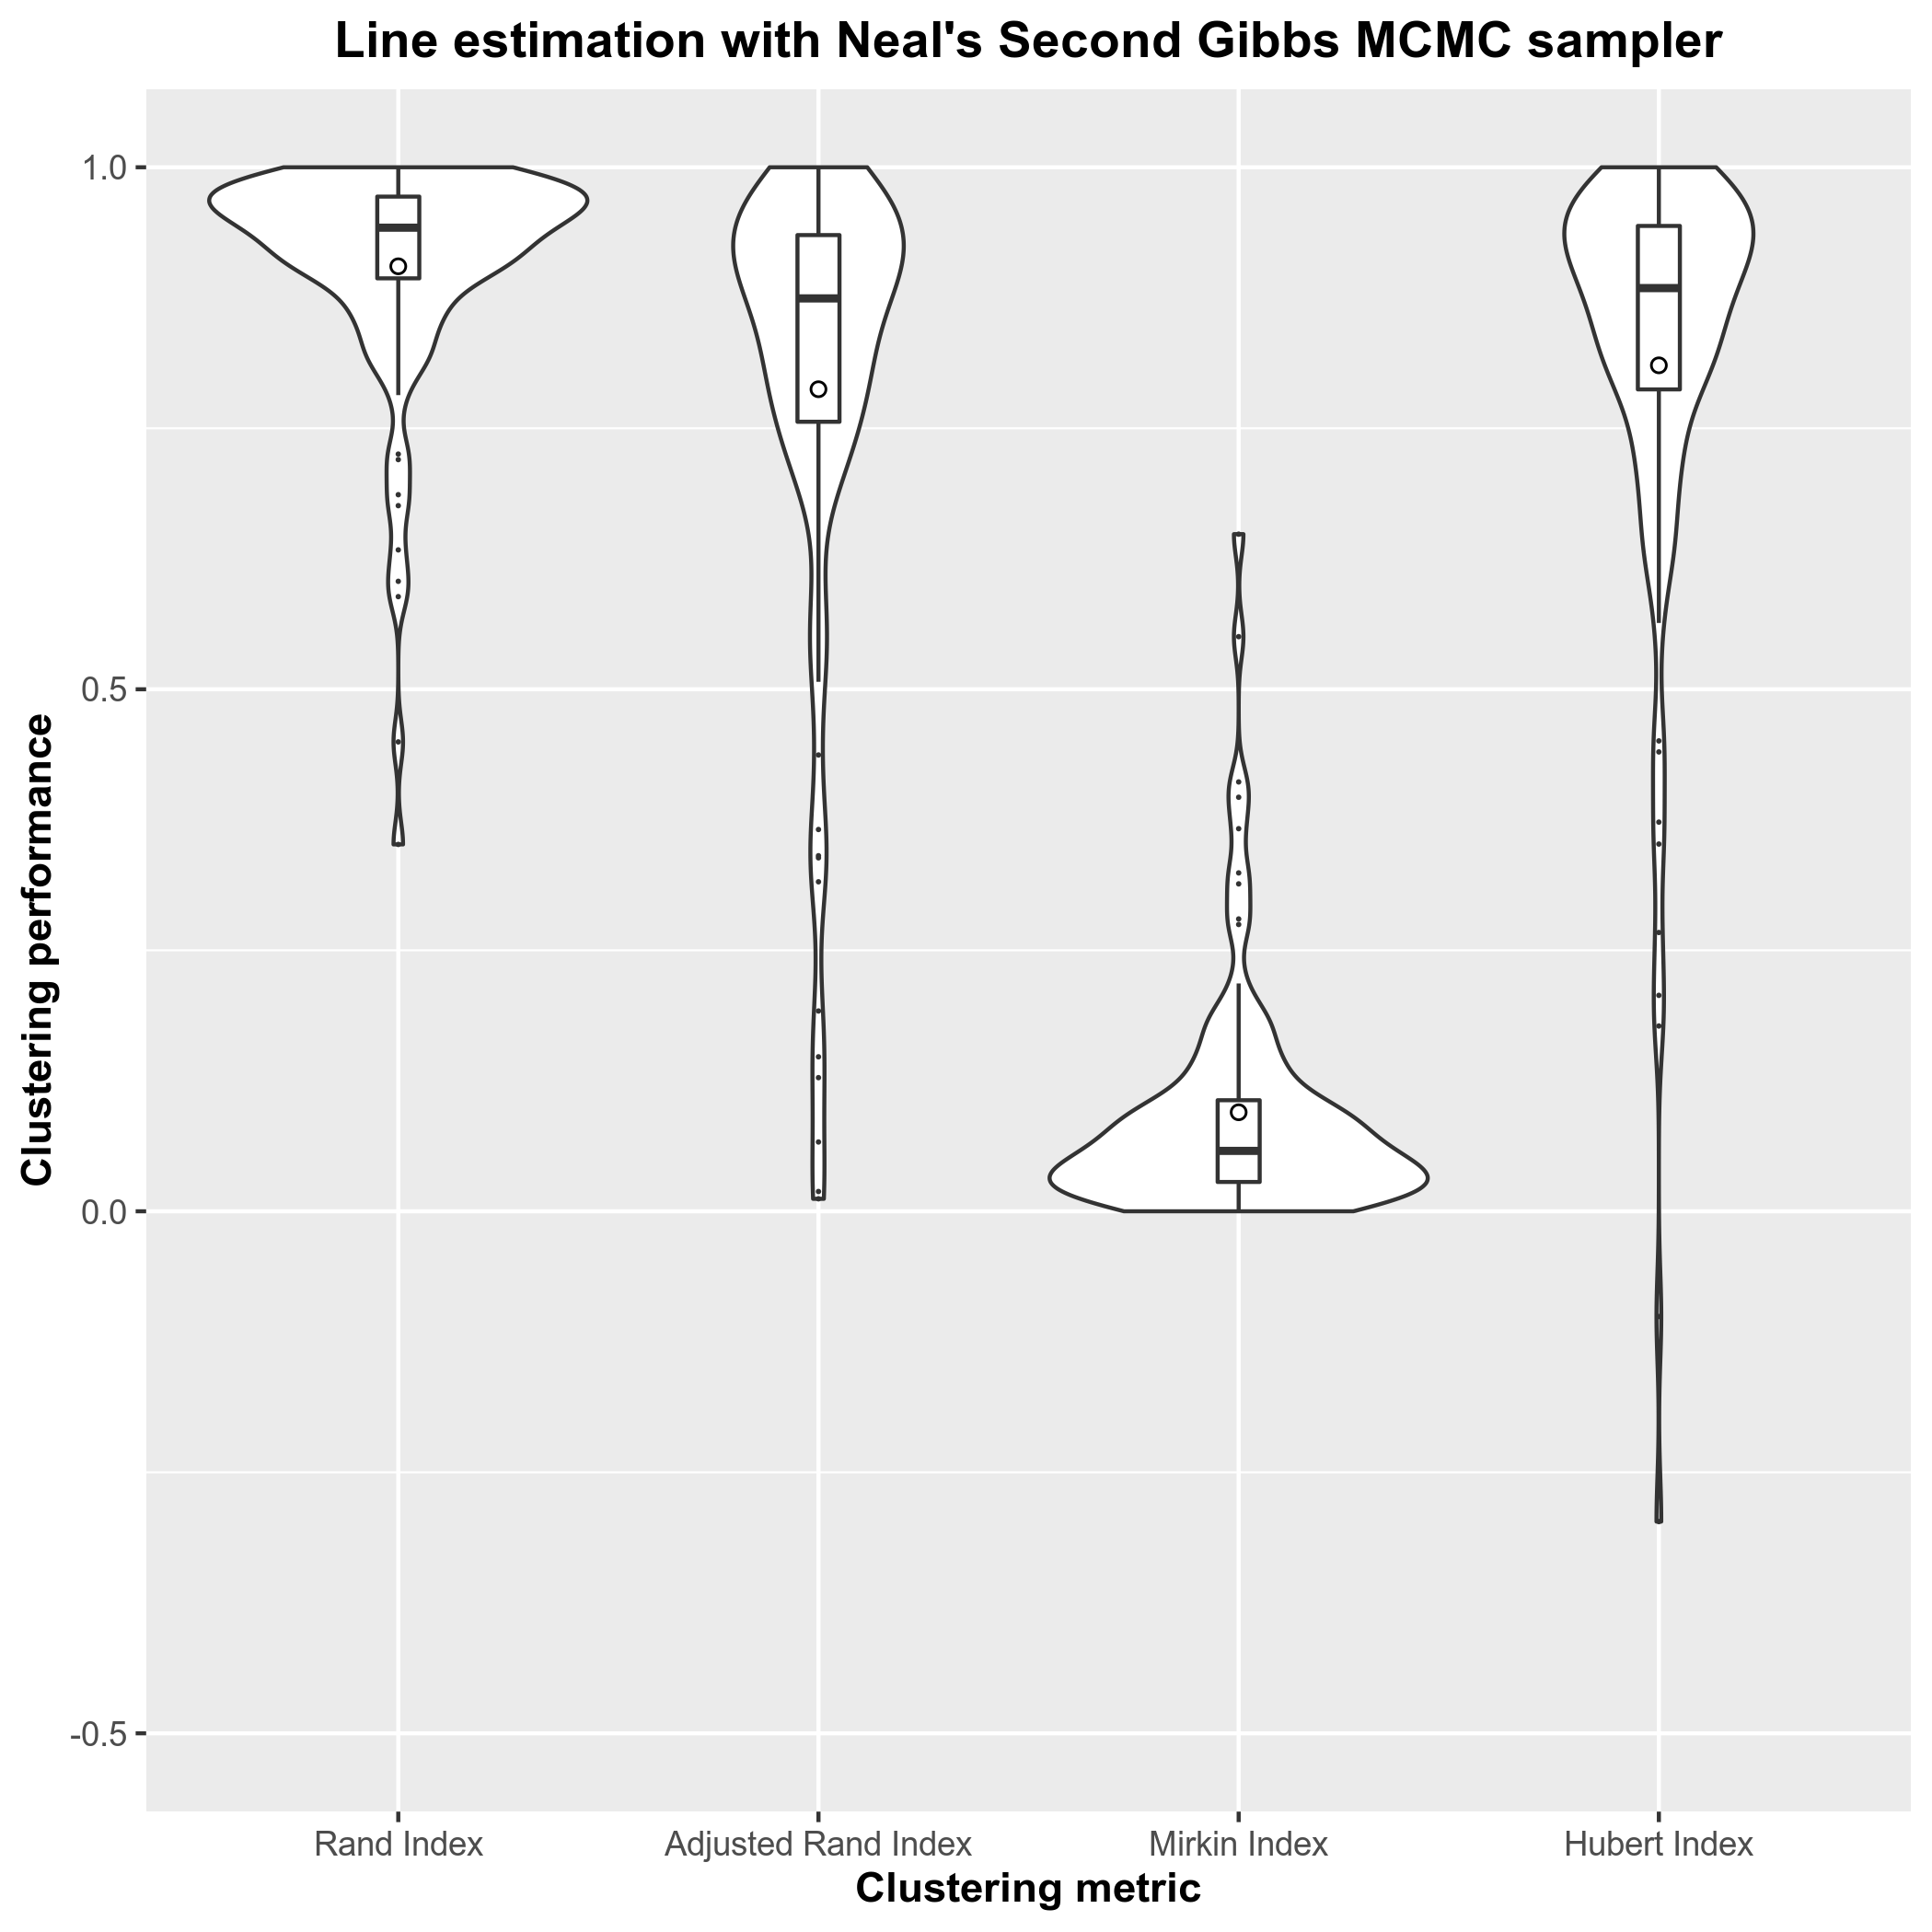 Line estimation with Neal's Second Gibbs MCMC sampler
Clustering performance
1.0
0.5
0.0
-0.5
Rand Index
Adjusted Rand Index
Mirkin Index
Hubert Index
Clustering metric